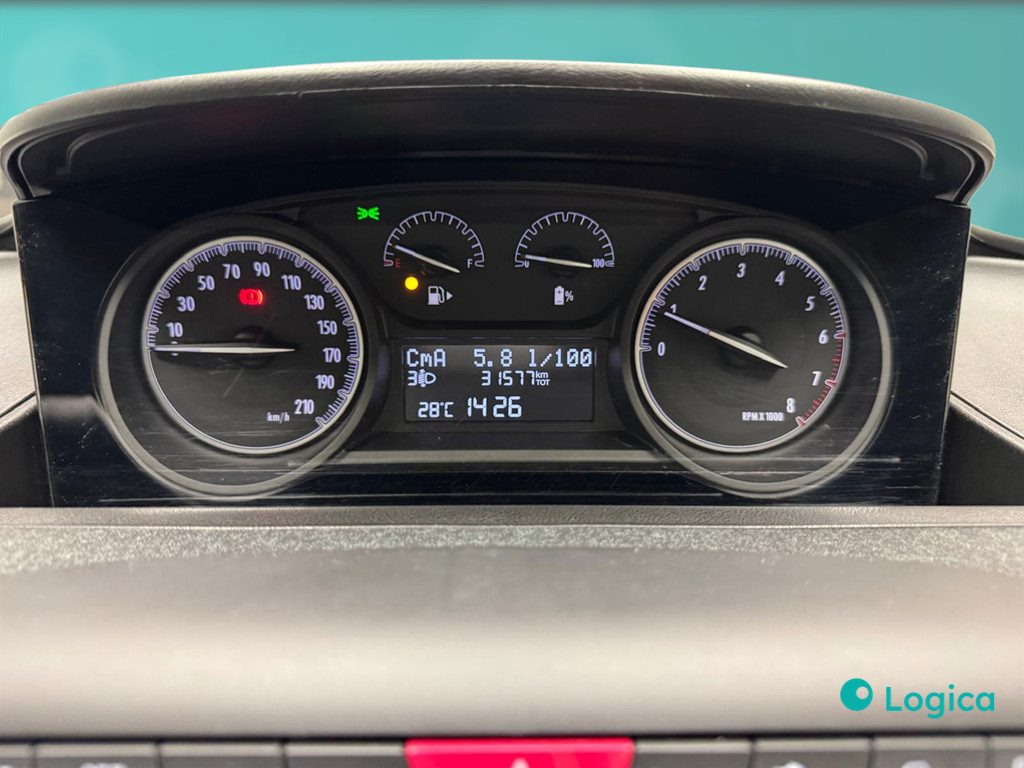 10 30 50 70 90 110 130 150 170 190 210
km/h
E F
0 100
%
0 1 2 3 4 5 6 7 8
RPM X 1000
CmA 5.8 l/100
3 31577 km TOT
28°C 14 26
Logica